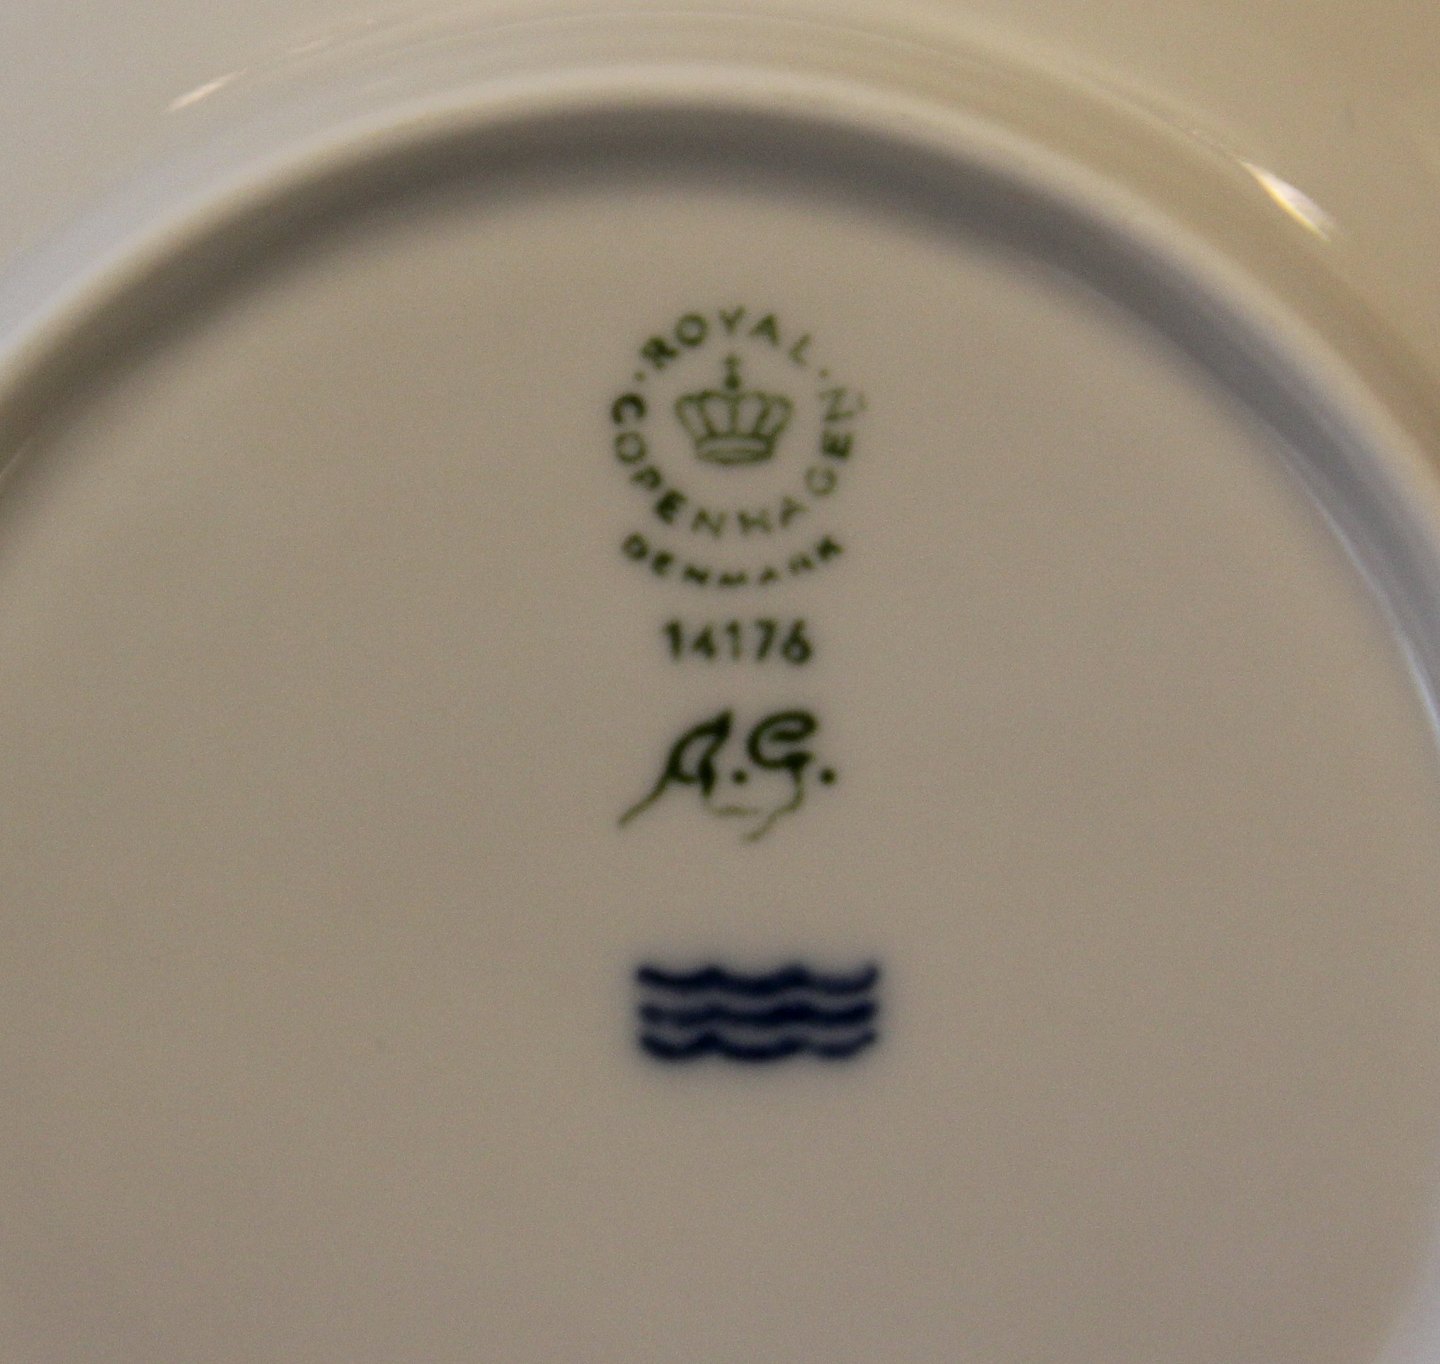 ROYAL
COPENHAGEN
DENMARK
14176
A.G.